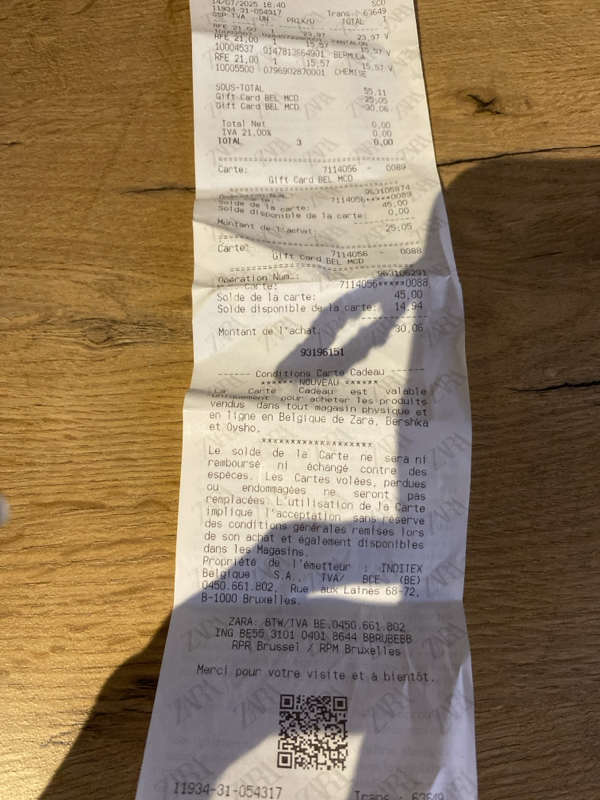 14/07/2025 18:40 SCO
11934-31-054317 Trans.: 63649
SSP-TVA UN PRIX/U TOTAL I
RFE 21,00 23,97 23,97 V
PANTALON
RFE 21,00 1 15,57 15,57 V
10004537 0147813664901 BERMUDA
RFE 21,00 1 15,57 15,57 V
10005500 0796902870001 CHEMISE
SOUS-TOTAL 55,11
Gift Card BEL MCD 25,05
Gift Card BEL MCD -30,06
Total Net 0,00
IVA 21.00% 0,00
TOTAL 3 0,00
Carte: 7114056 - 0089
Gift Card BEL MCD
Opération Num.: 963105874
Num. Carte: 7114056*****0089
Solde de la carte: 45,00
Solde disponible de la carte: 0,00
Montant de l'achat: 25,05
Carte: 7114056 0088
Gift Card BEL MCD
Opération Num.: 963106291
Carte: 7114056*****0088
Solde de la carte: 45,00
Solde disponible de la carte: 14,94
Montant de l'achat: 30,06
93196151
------ Conditions Carte Cadeau ------
****** NOUVEAU ******
La Carte Cadeau est valable
uniquement pour acheter les produits
vendus dans tout magasin physique et
en ligne en Belgique de Zara, Bershka
et Oysho.
********************
Le solde de la Carte ne sera ni
remboursé ni échangé contre des
espèces. Les Cartes volées, perdues
ou endommagées ne seront pas
remplacées L'utilisation de la Carte
implique l'acceptation sans réserve
des conditions générales remises lors
de son achat et également disponibles
dans les Magasins.
Propriété de l'émetteur : INDITEX
Belgique S.A. TVA/ BCE (BE)
0450.661.802, Rue aux Laines 68-72,
B-1000 Bruxelles.
ZARA: BTW/TVA BE.0450.661.802
ING BE55 3101 0401 8644 BBRUBEBB
RPR Brussel / RPM Bruxelles
Merci pour votre visite et à bientôt.
11934-31-054317 Trans.: 63649